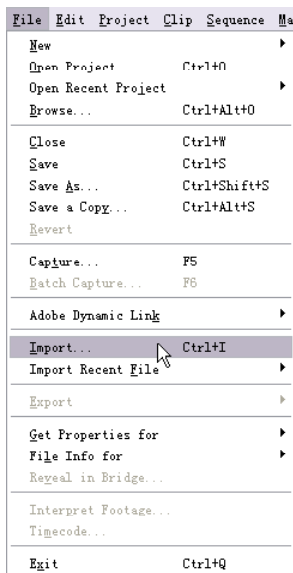 File Edit Project Clip Sequence Ma
New
Open Project... Ctrl+O
Open Recent Project
Browse... Ctrl+Alt+O
Close Ctrl+W
Save Ctrl+S
Save As... Ctrl+Shift+S
Save a Copy... Ctrl+Alt+S
Revert
Capture... F5
Batch Capture... F6
Adobe Dynamic Link
Import... Ctrl+I
Import Recent File
Export
Get Properties for
File Info for
Reveal in Bridge...
Interpret Footage...
Timecode...
Exit Ctrl+Q